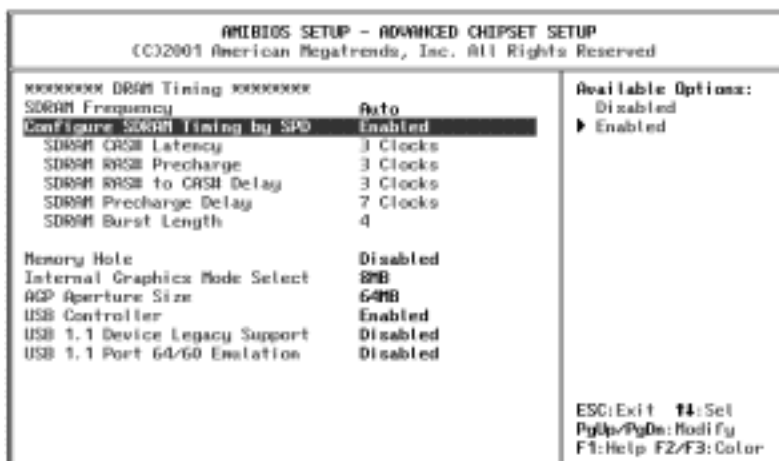 AMIBIOS SETUP - ADVANCED CHIPSET SETUP
(C)2001 American Megatrends, Inc. All Rights Reserved
******** DRAM Timing ********
SDRAM Frequency Auto
Configure SDRAM Timing by SPD Enabled
SDRAM CAS# Latency 3 Clocks
SDRAM RAS# Precharge 3 Clocks
SDRAM RAS# to CAS# Delay 3 Clocks
SDRAM Precharge Delay 7 Clocks
SDRAM Burst Length 4
Memory Hole Disabled
Internal Graphics Mode Select 8MB
AGP Aperture Size 64MB
USB Controller Enabled
USB 1.1 Device Legacy Support Disabled
USB 1.1 Port 64/60 Emulation Disabled
Available Options:
Disabled
▶ Enabled
ESC:Exit ↑↓:Sel
PgUp/PgDn:Modify
F1:Help F2/F3:Color